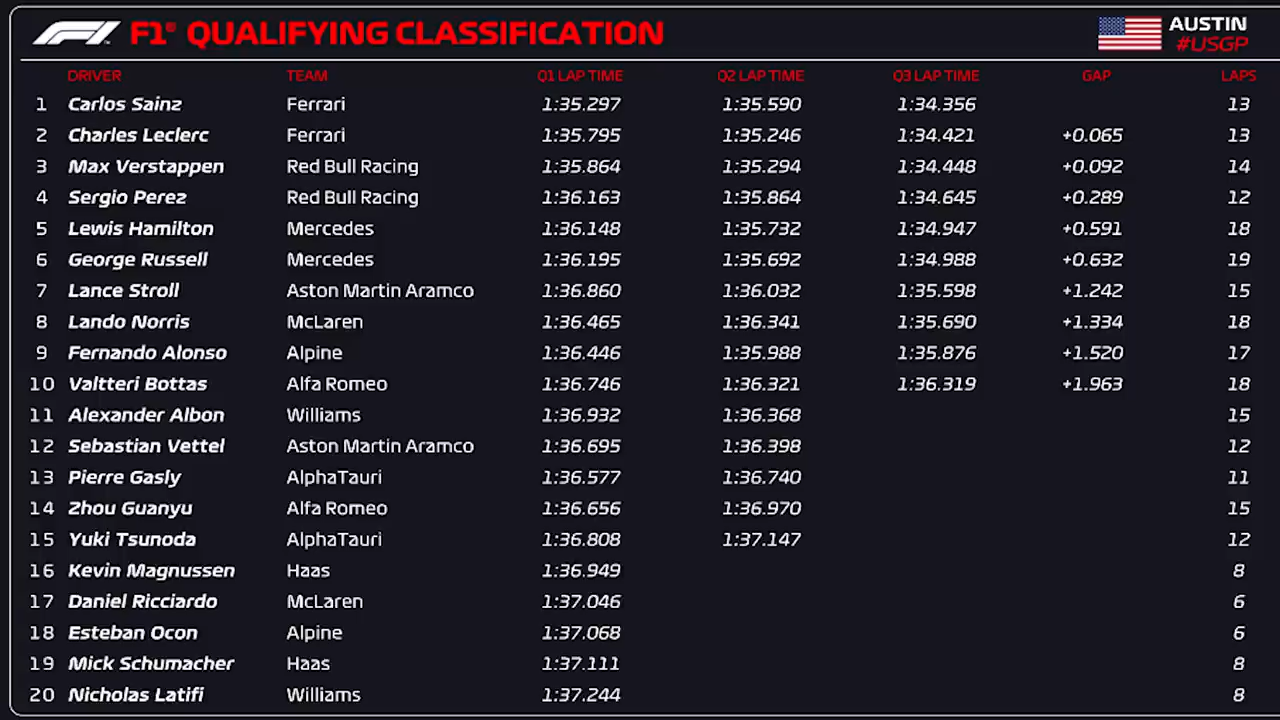 F1® QUALIFYING CLASSIFICATION AUSTIN
#USGP
DRIVER TEAM Q1 LAP TIME Q2 LAP TIME Q3 LAP TIME GAP LAPS
1 Carlos Sainz Ferrari 1:35.297 1:35.590 1:34.356 13
2 Charles Leclerc Ferrari 1:35.795 1:35.246 1:34.421 +0.065 13
3 Max Verstappen Red Bull Racing 1:35.864 1:35.294 1:34.448 +0.092 14
4 Sergio Perez Red Bull Racing 1:36.163 1:35.864 1:34.645 +0.289 12
5 Lewis Hamilton Mercedes 1:36.148 1:35.732 1:34.947 +0.591 18
6 George Russell Mercedes 1:36.195 1:35.692 1:34.988 +0.632 19
7 Lance Stroll Aston Martin Aramco 1:36.860 1:36.032 1:35.598 +1.242 15
8 Lando Norris McLaren 1:36.465 1:36.341 1:35.690 +1.334 18
9 Fernando Alonso Alpine 1:36.446 1:35.988 1:35.876 +1.520 17
10 Valtteri Bottas Alfa Romeo 1:36.746 1:36.321 1:36.319 +1.963 18
11 Alexander Albon Williams 1:36.932 1:36.368 15
12 Sebastian Vettel Aston Martin Aramco 1:36.695 1:36.398 12
13 Pierre Gasly AlphaTauri 1:36.577 1:36.740 11
14 Zhou Guanyu Alfa Romeo 1:36.656 1:36.970 15
15 Yuki Tsunoda AlphaTauri 1:36.808 1:37.147 12
16 Kevin Magnussen Haas 1:36.949 8
17 Daniel Ricciardo McLaren 1:37.046 6
18 Esteban Ocon Alpine 1:37.068 6
19 Mick Schumacher Haas 1:37.111 8
20 Nicholas Latifi Williams 1:37.244 8